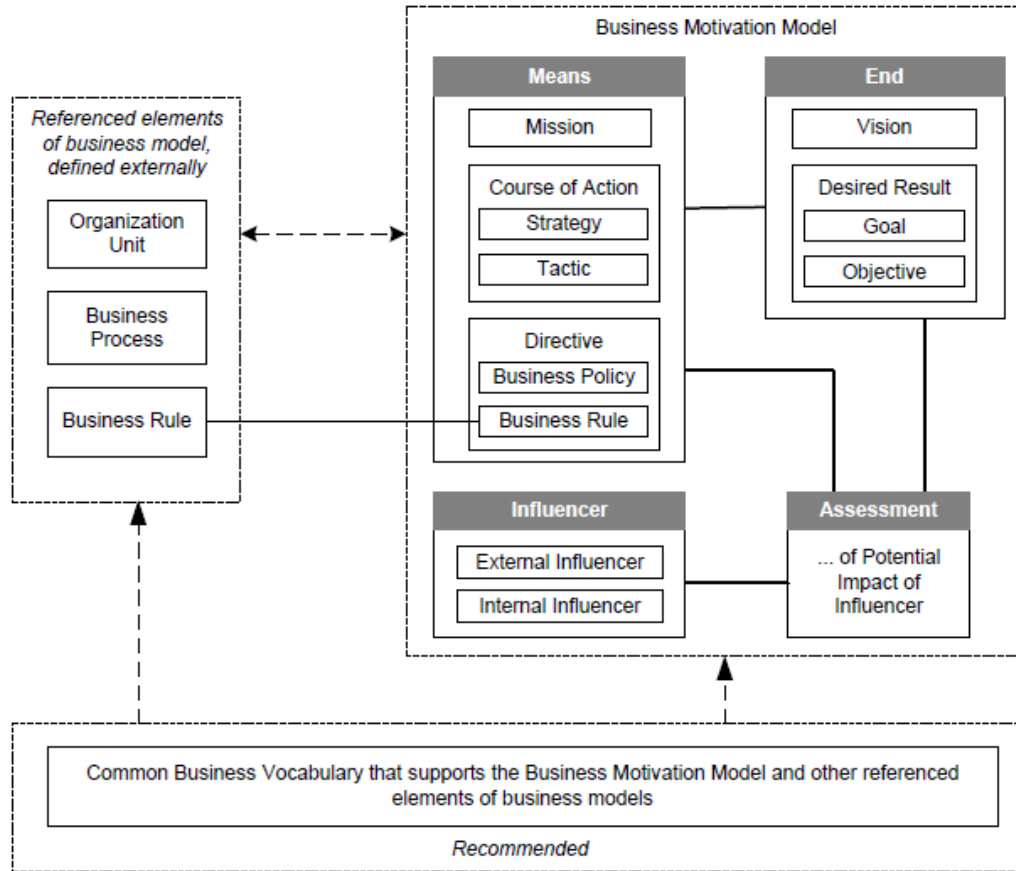 Business Motivation Model
Referenced elements
of business model,
defined externally
Organization
Unit
Business
Process
Business Rule
Means
Mission
Course of Action
Strategy
Tactic
Directive
Business Policy
Business Rule
End
Vision
Desired Result
Goal
Objective
Influencer
External Influencer
Internal Influencer
Assessment
... of Potential
Impact of
Influencer
Common Business Vocabulary that supports the Business Motivation Model and other referenced
elements of business models
Recommended